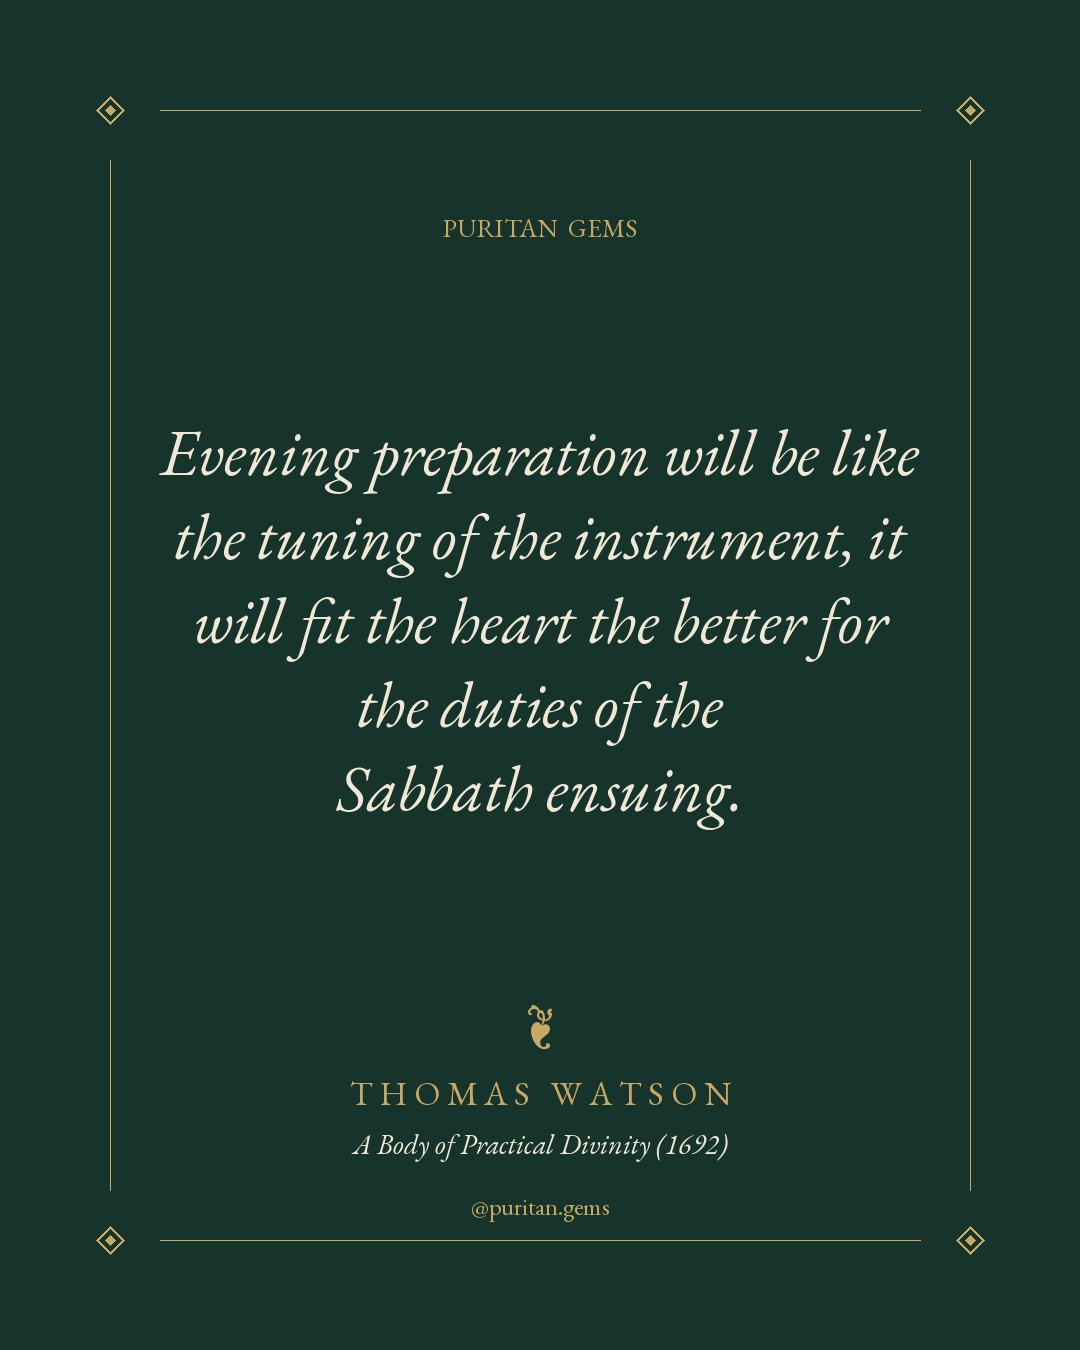 PURITAN GEMS
Evening preparation will be like
the tuning of the instrument, it
will fit the heart the better for
the duties of the
Sabbath ensuing.
THOMAS WATSON
A Body of Practical Divinity (1692)
@puritan.gems